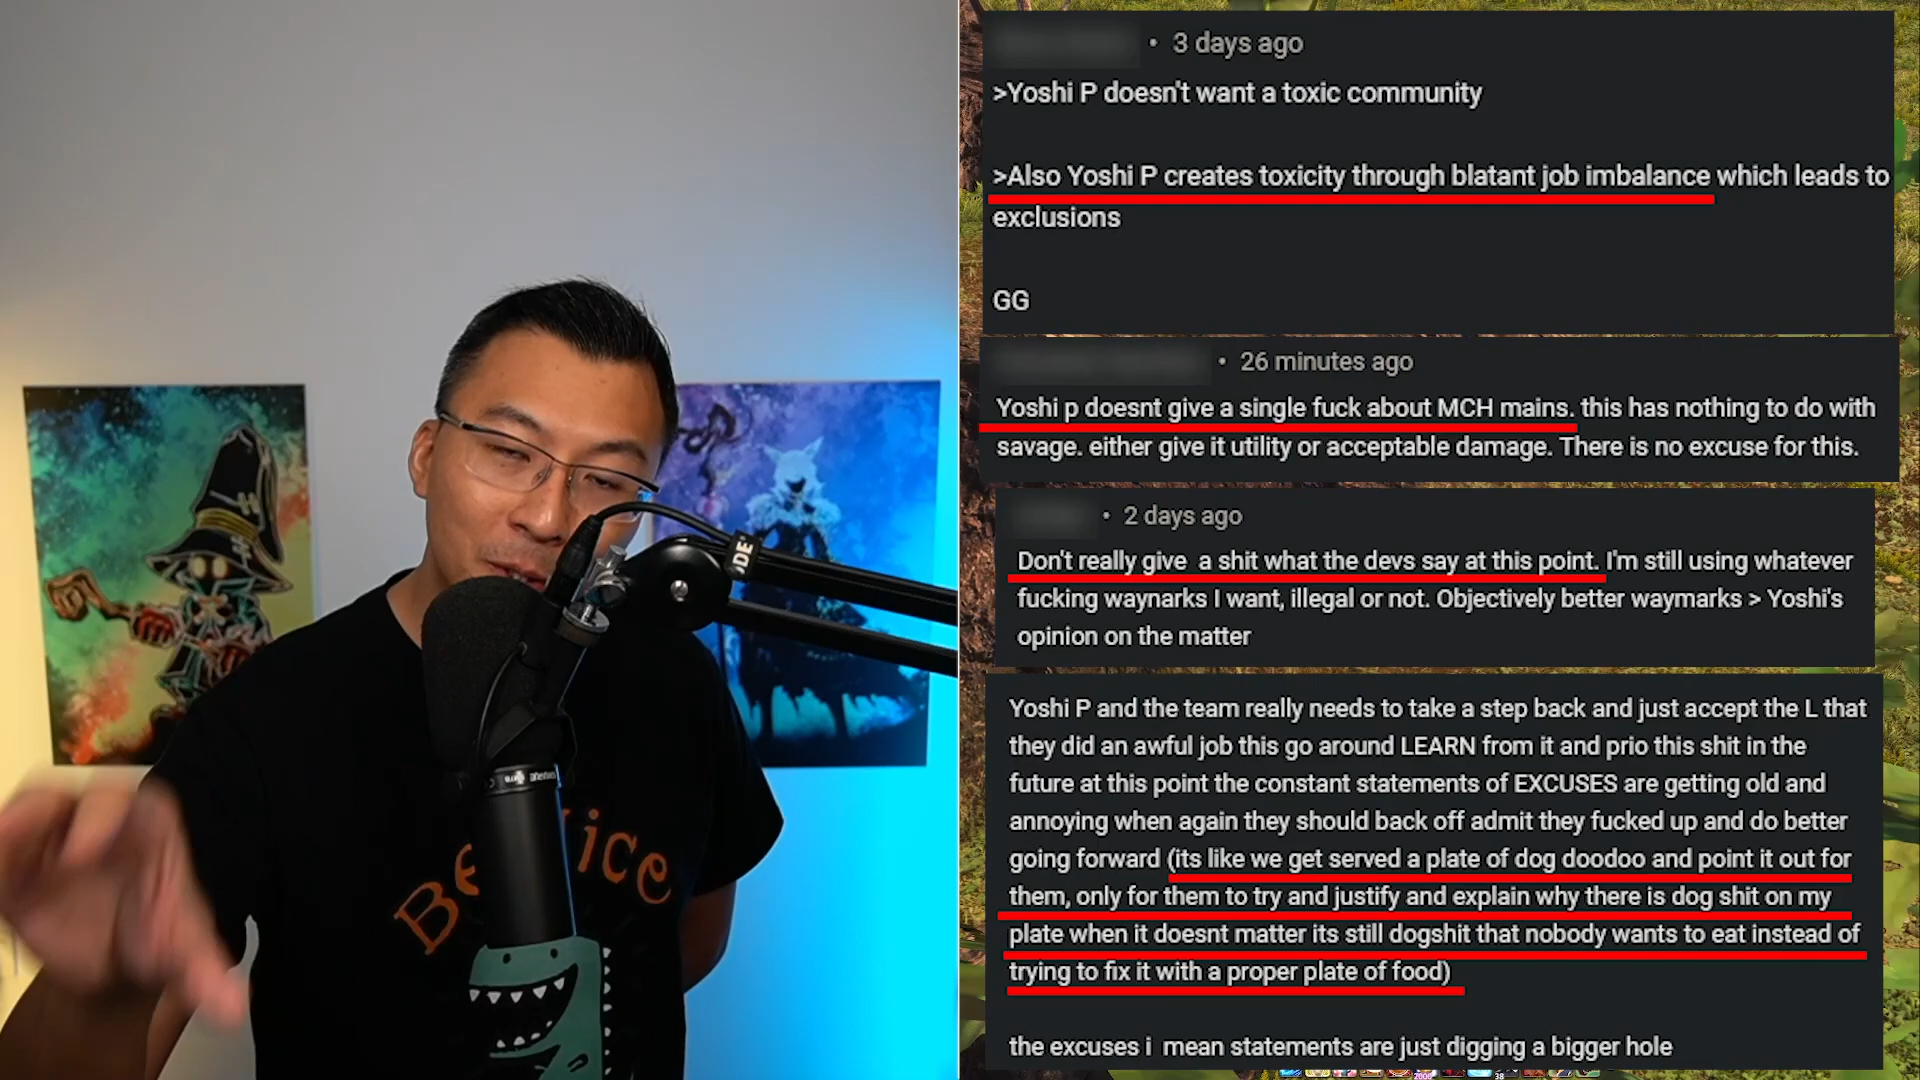 • 3 days ago
>Yoshi P doesn't want a toxic community
>Also Yoshi P creates toxicity through blatant job imbalance which leads to
exclusions
GG
• 26 minutes ago
Yoshi p doesnt give a single fuck about MCH mains. this has nothing to do with
savage. either give it utility or acceptable damage. There is no excuse for this.
• 2 days ago
Don't really give a shit what the devs say at this point. I'm still using whatever
fucking waynarks I want, illegal or not. Objectively better waymarks > Yoshi's
opinion on the matter
Yoshi P and the team really needs to take a step back and just accept the L that
they did an awful job this go around LEARN from it and prio this shit in the
future at this point the constant statements of EXCUSES are getting old and
annoying when again they should back off admit they fucked up and do better
going forward (its like we get served a plate of dog doodoo and point it out for
them, only for them to try and justify and explain why there is dog shit on my
plate when it doesnt matter its still dogshit that nobody wants to eat instead of
trying to fix it with a proper plate of food)
the excuses i mean statements are just digging a bigger hole